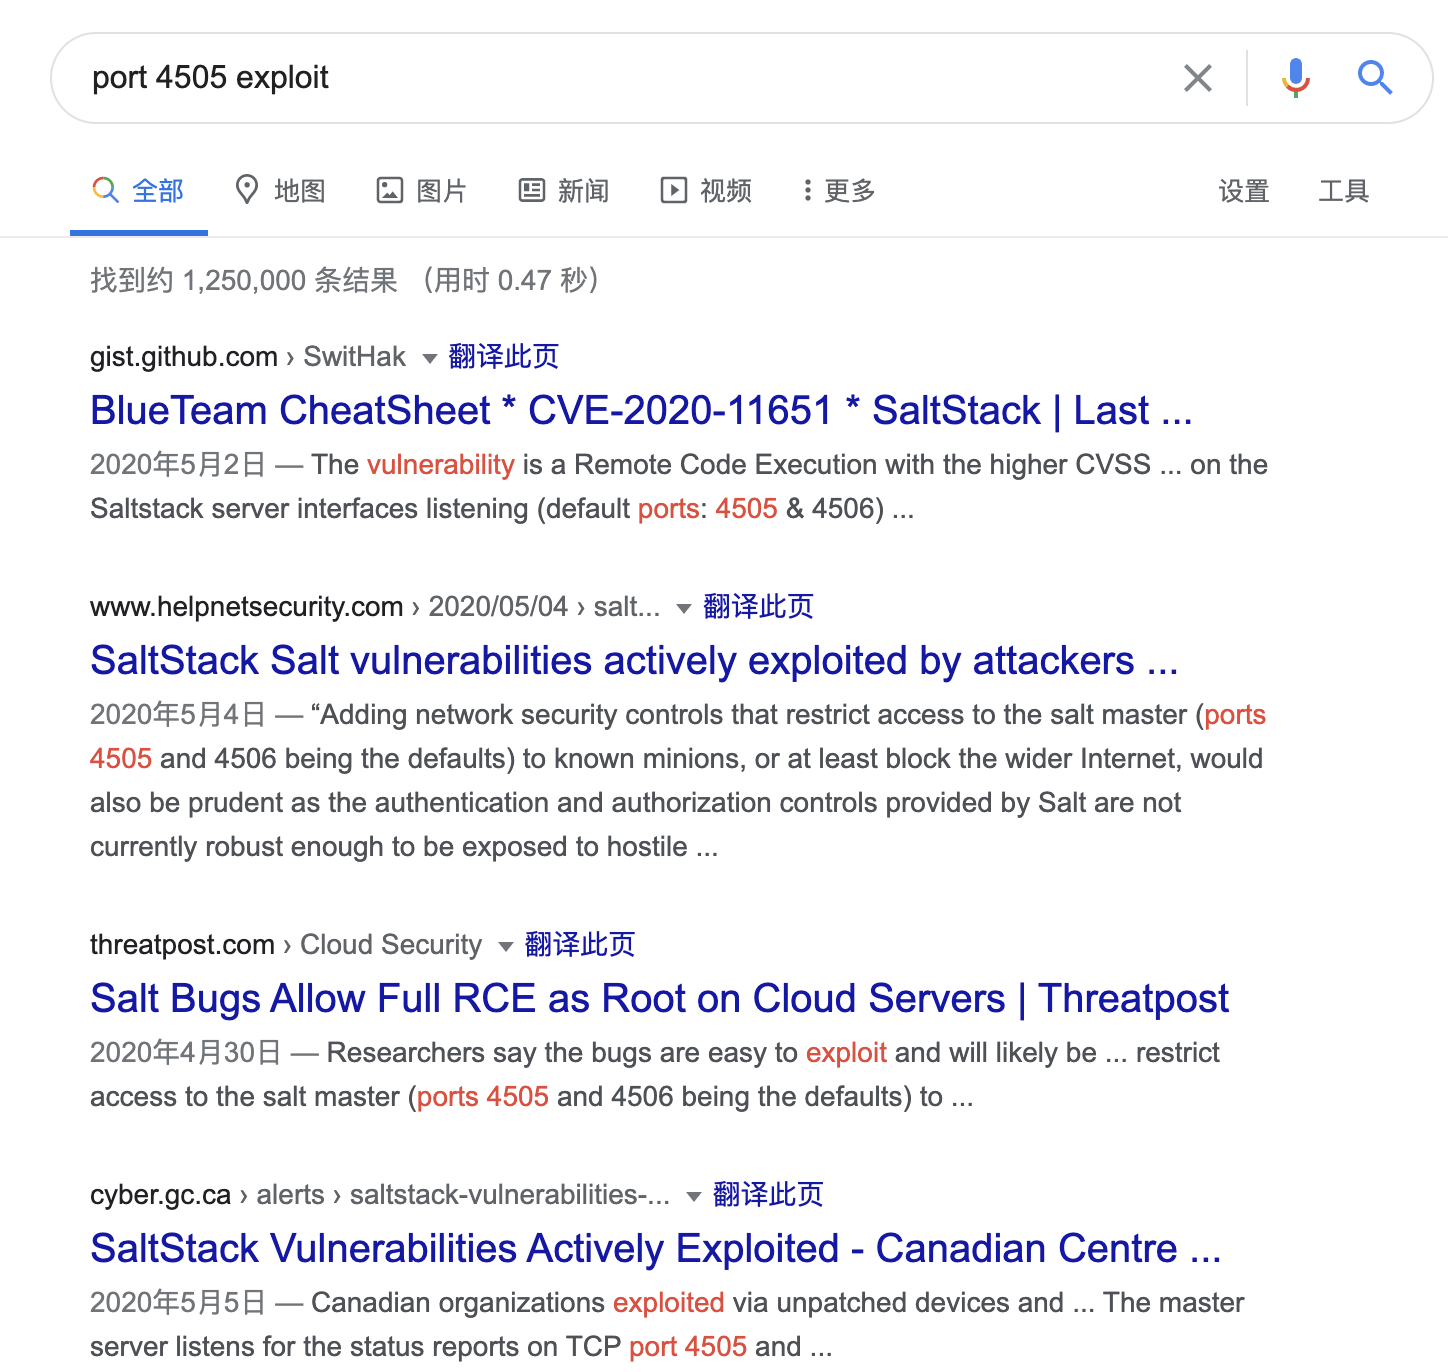 port 4505 exploit
全部 地图 图片 新闻 视频 更多 设置 工具
找到约 1,250,000 条结果 （用时 0.47 秒）
gist.github.com › SwitHak 翻译此页
BlueTeam CheatSheet * CVE-2020-11651 * SaltStack | Last ...
2020年5月2日 — The vulnerability is a Remote Code Execution with the higher CVSS ... on the
Saltstack server interfaces listening (default ports: 4505 & 4506) ...
www.helpnetsecurity.com › 2020/05/04 › salt... 翻译此页
SaltStack Salt vulnerabilities actively exploited by attackers ...
2020年5月4日 — “Adding network security controls that restrict access to the salt master (ports
4505 and 4506 being the defaults) to known minions, or at least block the wider Internet, would
also be prudent as the authentication and authorization controls provided by Salt are not
currently robust enough to be exposed to hostile ...
threatpost.com › Cloud Security 翻译此页
Salt Bugs Allow Full RCE as Root on Cloud Servers | Threatpost
2020年4月30日 — Researchers say the bugs are easy to exploit and will likely be ... restrict
access to the salt master (ports 4505 and 4506 being the defaults) to ...
cyber.gc.ca › alerts › saltstack-vulnerabilities-... 翻译此页
SaltStack Vulnerabilities Actively Exploited - Canadian Centre ...
2020年5月5日 — Canadian organizations exploited via unpatched devices and ... The master
server listens for the status reports on TCP port 4505 and ...